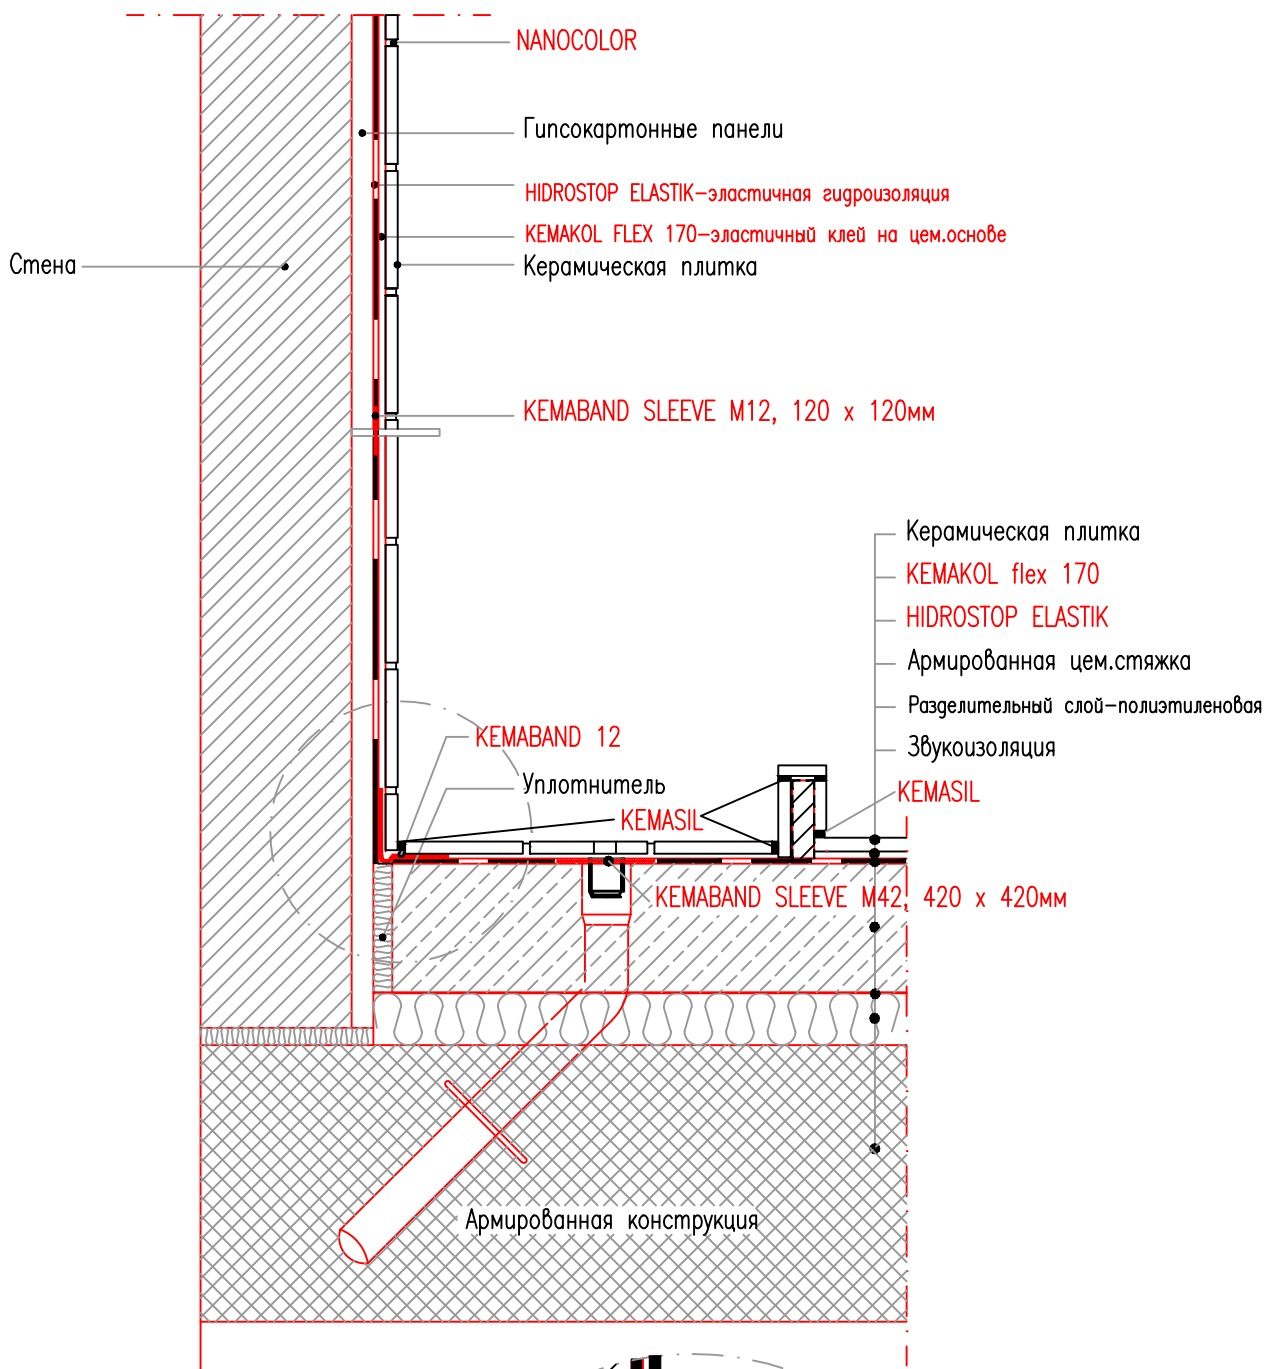 NANOCOLOR
Гипсокартонные панели
HIDROSTOP ELASTIK-эластичная гидроизоляция
KEMAKOL FLEX 170-эластичный клей на цем.основе
Стена
Керамическая плитка
KEMABAND SLEEVE M12, 120 x 120мм
Керамическая плитка
KEMAKOL flex 170
HIDROSTOP ELASTIK
Армированная цем.стяжка
Разделительный слой-полиэтиленовая
Звукоизоляция
KEMABAND 12
Уплотнитель
KEMASIL
KEMASIL
KEMABAND SLEEVE M42, 420 x 420мм
Армированная конструкция